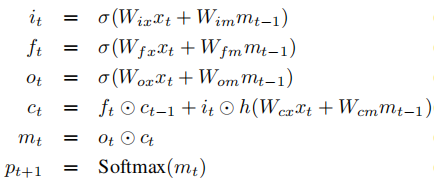 i_t = σ(W_{ix}x_t + W_{im}m_{t−1})
f_t = σ(W_{fx}x_t + W_{fm}m_{t−1})
o_t = σ(W_{ox}x_t + W_{om}m_{t−1})
c_t = f_t ⊙ c_{t−1} + i_t ⊙ h(W_{cx}x_t + W_{cm}m_{t−1})
m_t = o_t ⊙ c_t
p_{t+1} = Softmax(m_t)